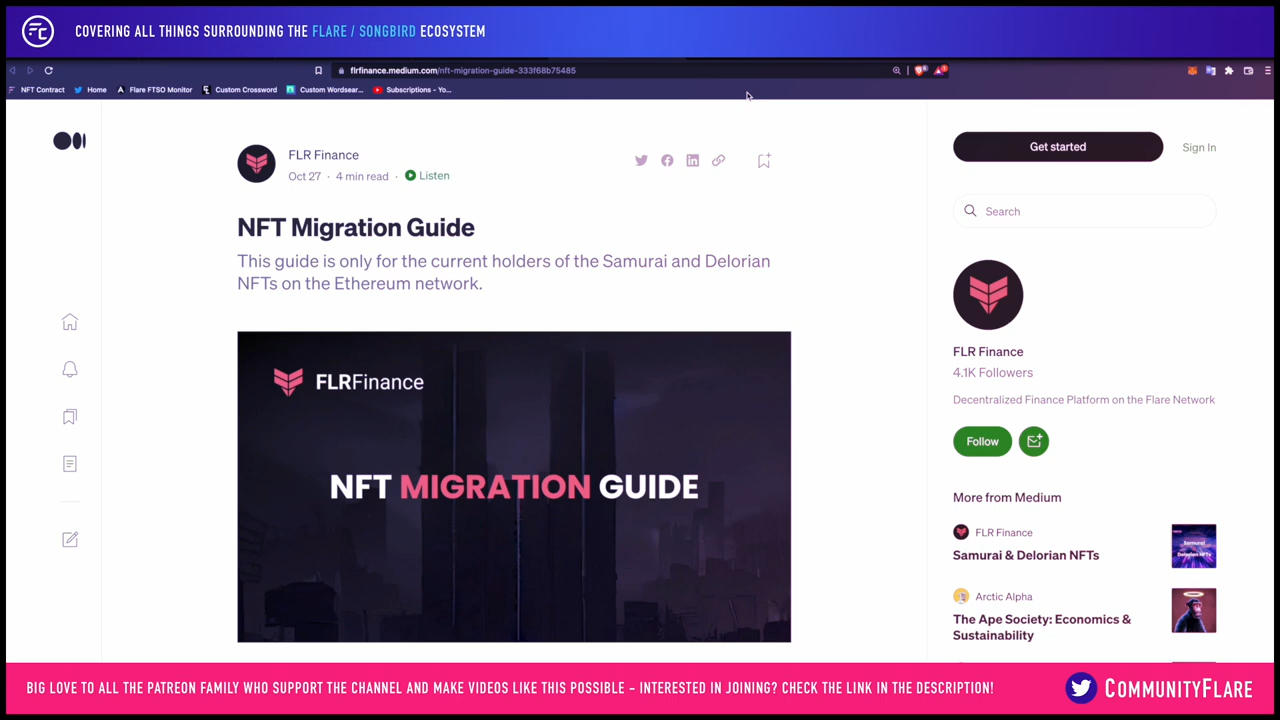 COVERING ALL THINGS SURROUNDING THE FLARE / SONGBIRD ECOSYSTEM
flrfinance.medium.com/nft-migration-guide-333f68b75485
NFT Contract
Home
Flare FTSO Monitor
Custom Crossword
Custom Wordsear...
Subscriptions - Yo...
FLR Finance
Oct 27 · 4 min read · Listen
NFT Migration Guide
This guide is only for the current holders of the Samurai and Delorian
NFTs on the Ethereum network.
FLRFinance
NFT MIGRATION GUIDE
Get started
Sign In
Search
FLR Finance
4.1K Followers
Decentralized Finance Platform on the Flare Network
Follow
More from Medium
FLR Finance
Samurai & Delorian NFTs
Samurai
Delorian NFTs
Arctic Alpha
The Ape Society: Economics &
Sustainability
BIG LOVE TO ALL THE PATREON FAMILY WHO SUPPORT THE CHANNEL AND MAKE VIDEOS LIKE THIS POSSIBLE - INTERESTED IN JOINING? CHECK THE LINK IN THE DESCRIPTION!
COMMUNITYFLARE